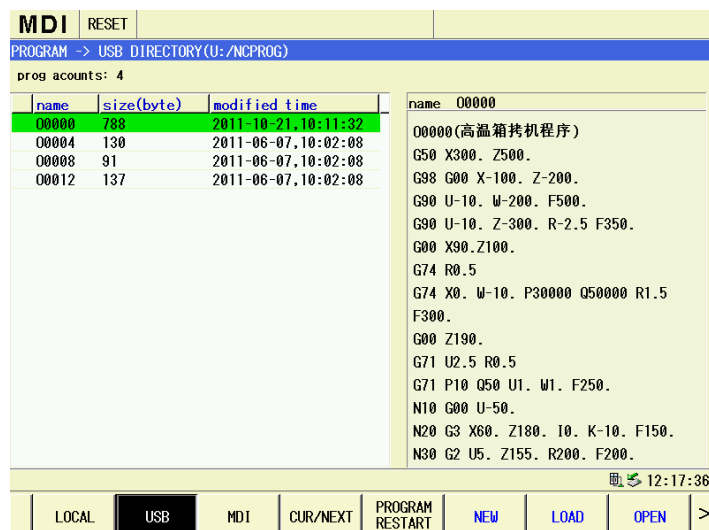 MDI RESET
PROGRAM -> USB DIRECTORY(U:/NCPROG)
prog acounts: 4
name size(byte) modified time
O0000 788 2011-10-21,10:11:32
O0004 130 2011-06-07,10:02:08
O0008 91 2011-06-07,10:02:08
O0012 137 2011-06-07,10:02:08
name O0000
O0000(高温箱拷机程序)
G50 X300. Z500.
G98 G00 X-100. Z-200.
G90 U-10. W-200. F500.
G90 U-10. Z-300. R-2.5 F350.
G00 X90.Z100.
G74 R0.5
G74 X0. W-10. P30000 Q50000 R1.5
F300.
G00 Z190.
G71 U2.5 R0.5
G71 P10 Q50 U1. W1. F250.
N10 G00 U-50.
N20 G3 X60. Z180. I0. K-10. F150.
N30 G2 U5. Z155. R200. F200.
12:17:36
LOCAL USB MDI CUR/NEXT PROGRAM RESTART NEW LOAD OPEN >